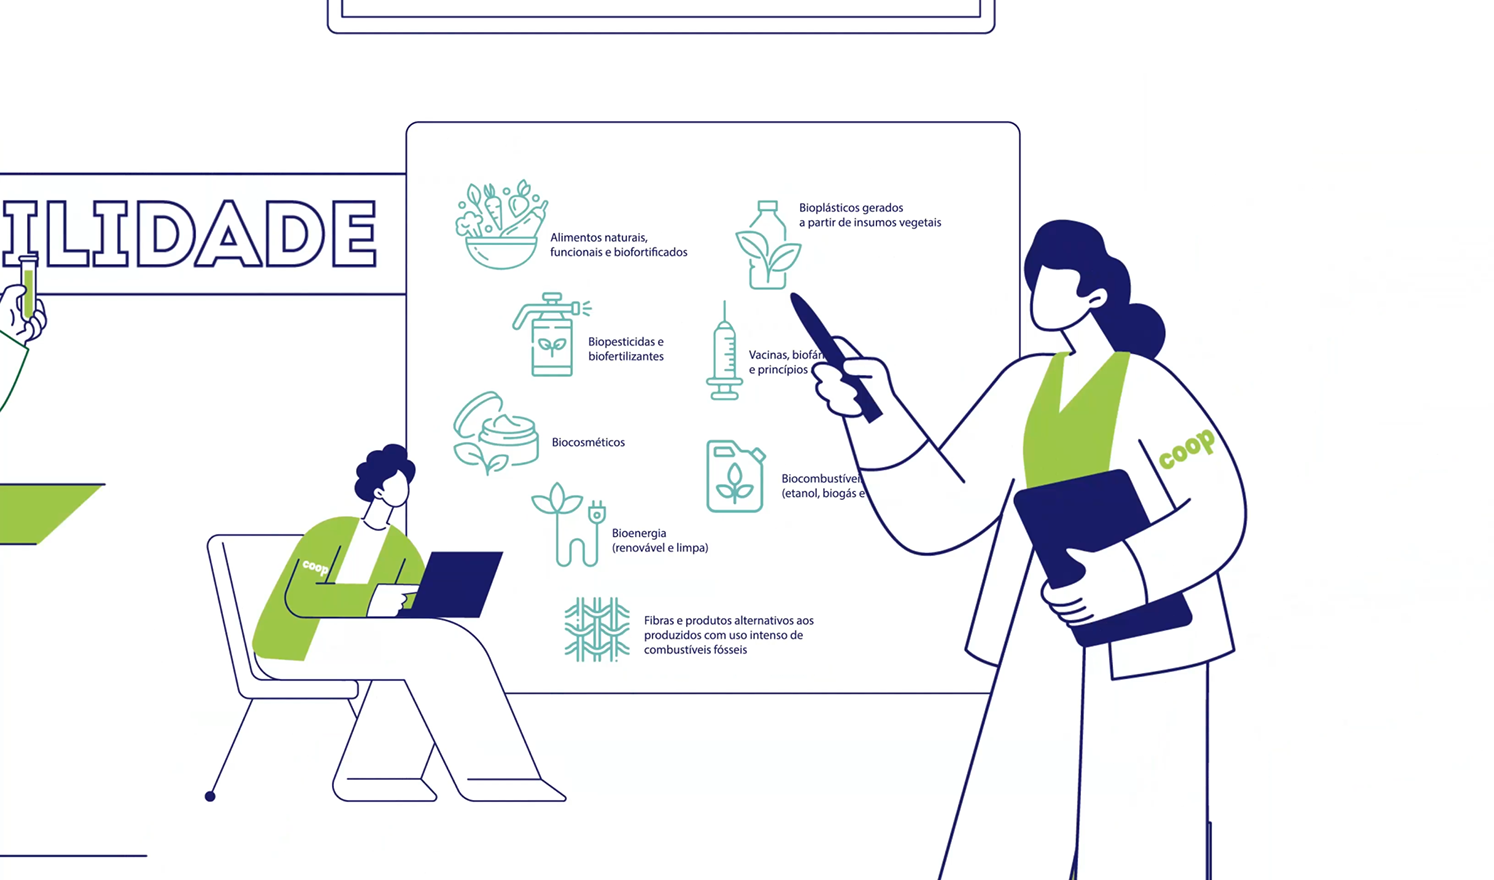 ILIDADE
Alimentos naturais,
funcionais e biofortificados
Bioplásticos gerados
a partir de insumos vegetais
Biopesticidas e
biofertilizantes
Vacinas,
e princípios
Biocosméticos
(etanol, biogás e
Bioenergia
(renovável e limpa)
Fibras e produtos alternativos aos
produzidos com uso intenso de
combustíveis fósseis
coop
coop